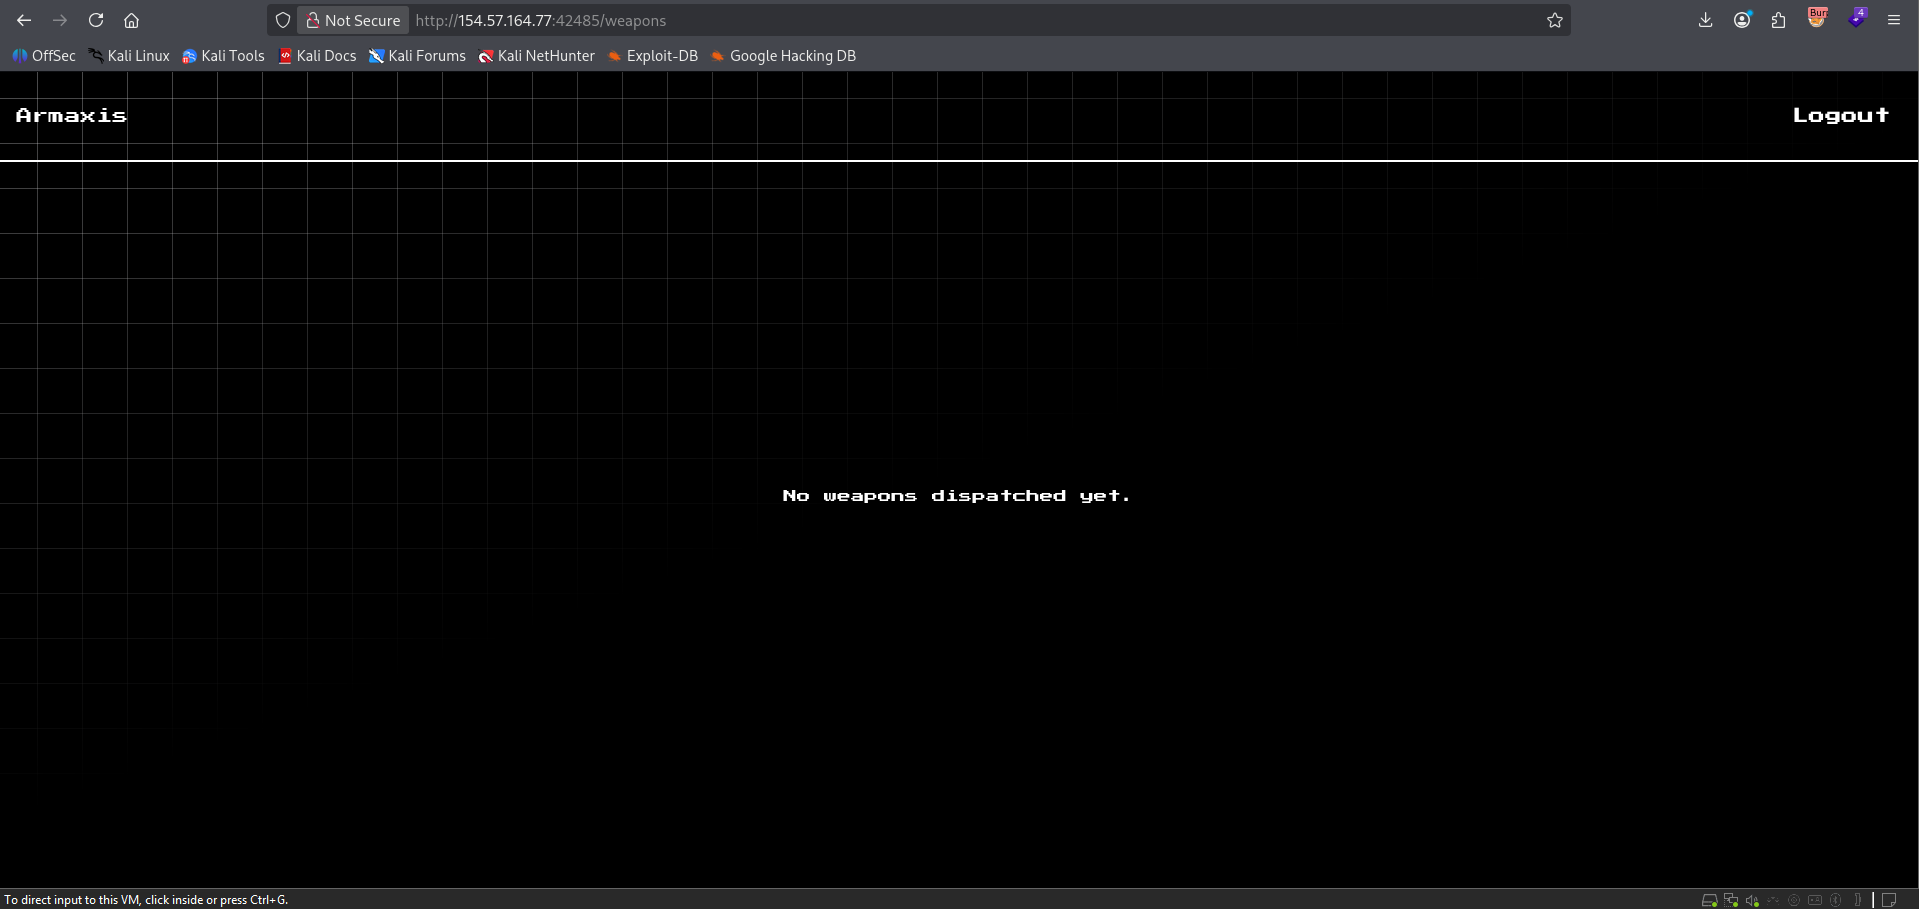 Not Secure http://154.57.164.77:42485/weapons
Burp 4
OffSec Kali Linux Kali Tools Kali Docs Kali Forums Kali NetHunter Exploit-DB Google Hacking DB
Armaxis Logout
No weapons dispatched yet.
To direct input to this VM, click inside or press Ctrl+G.